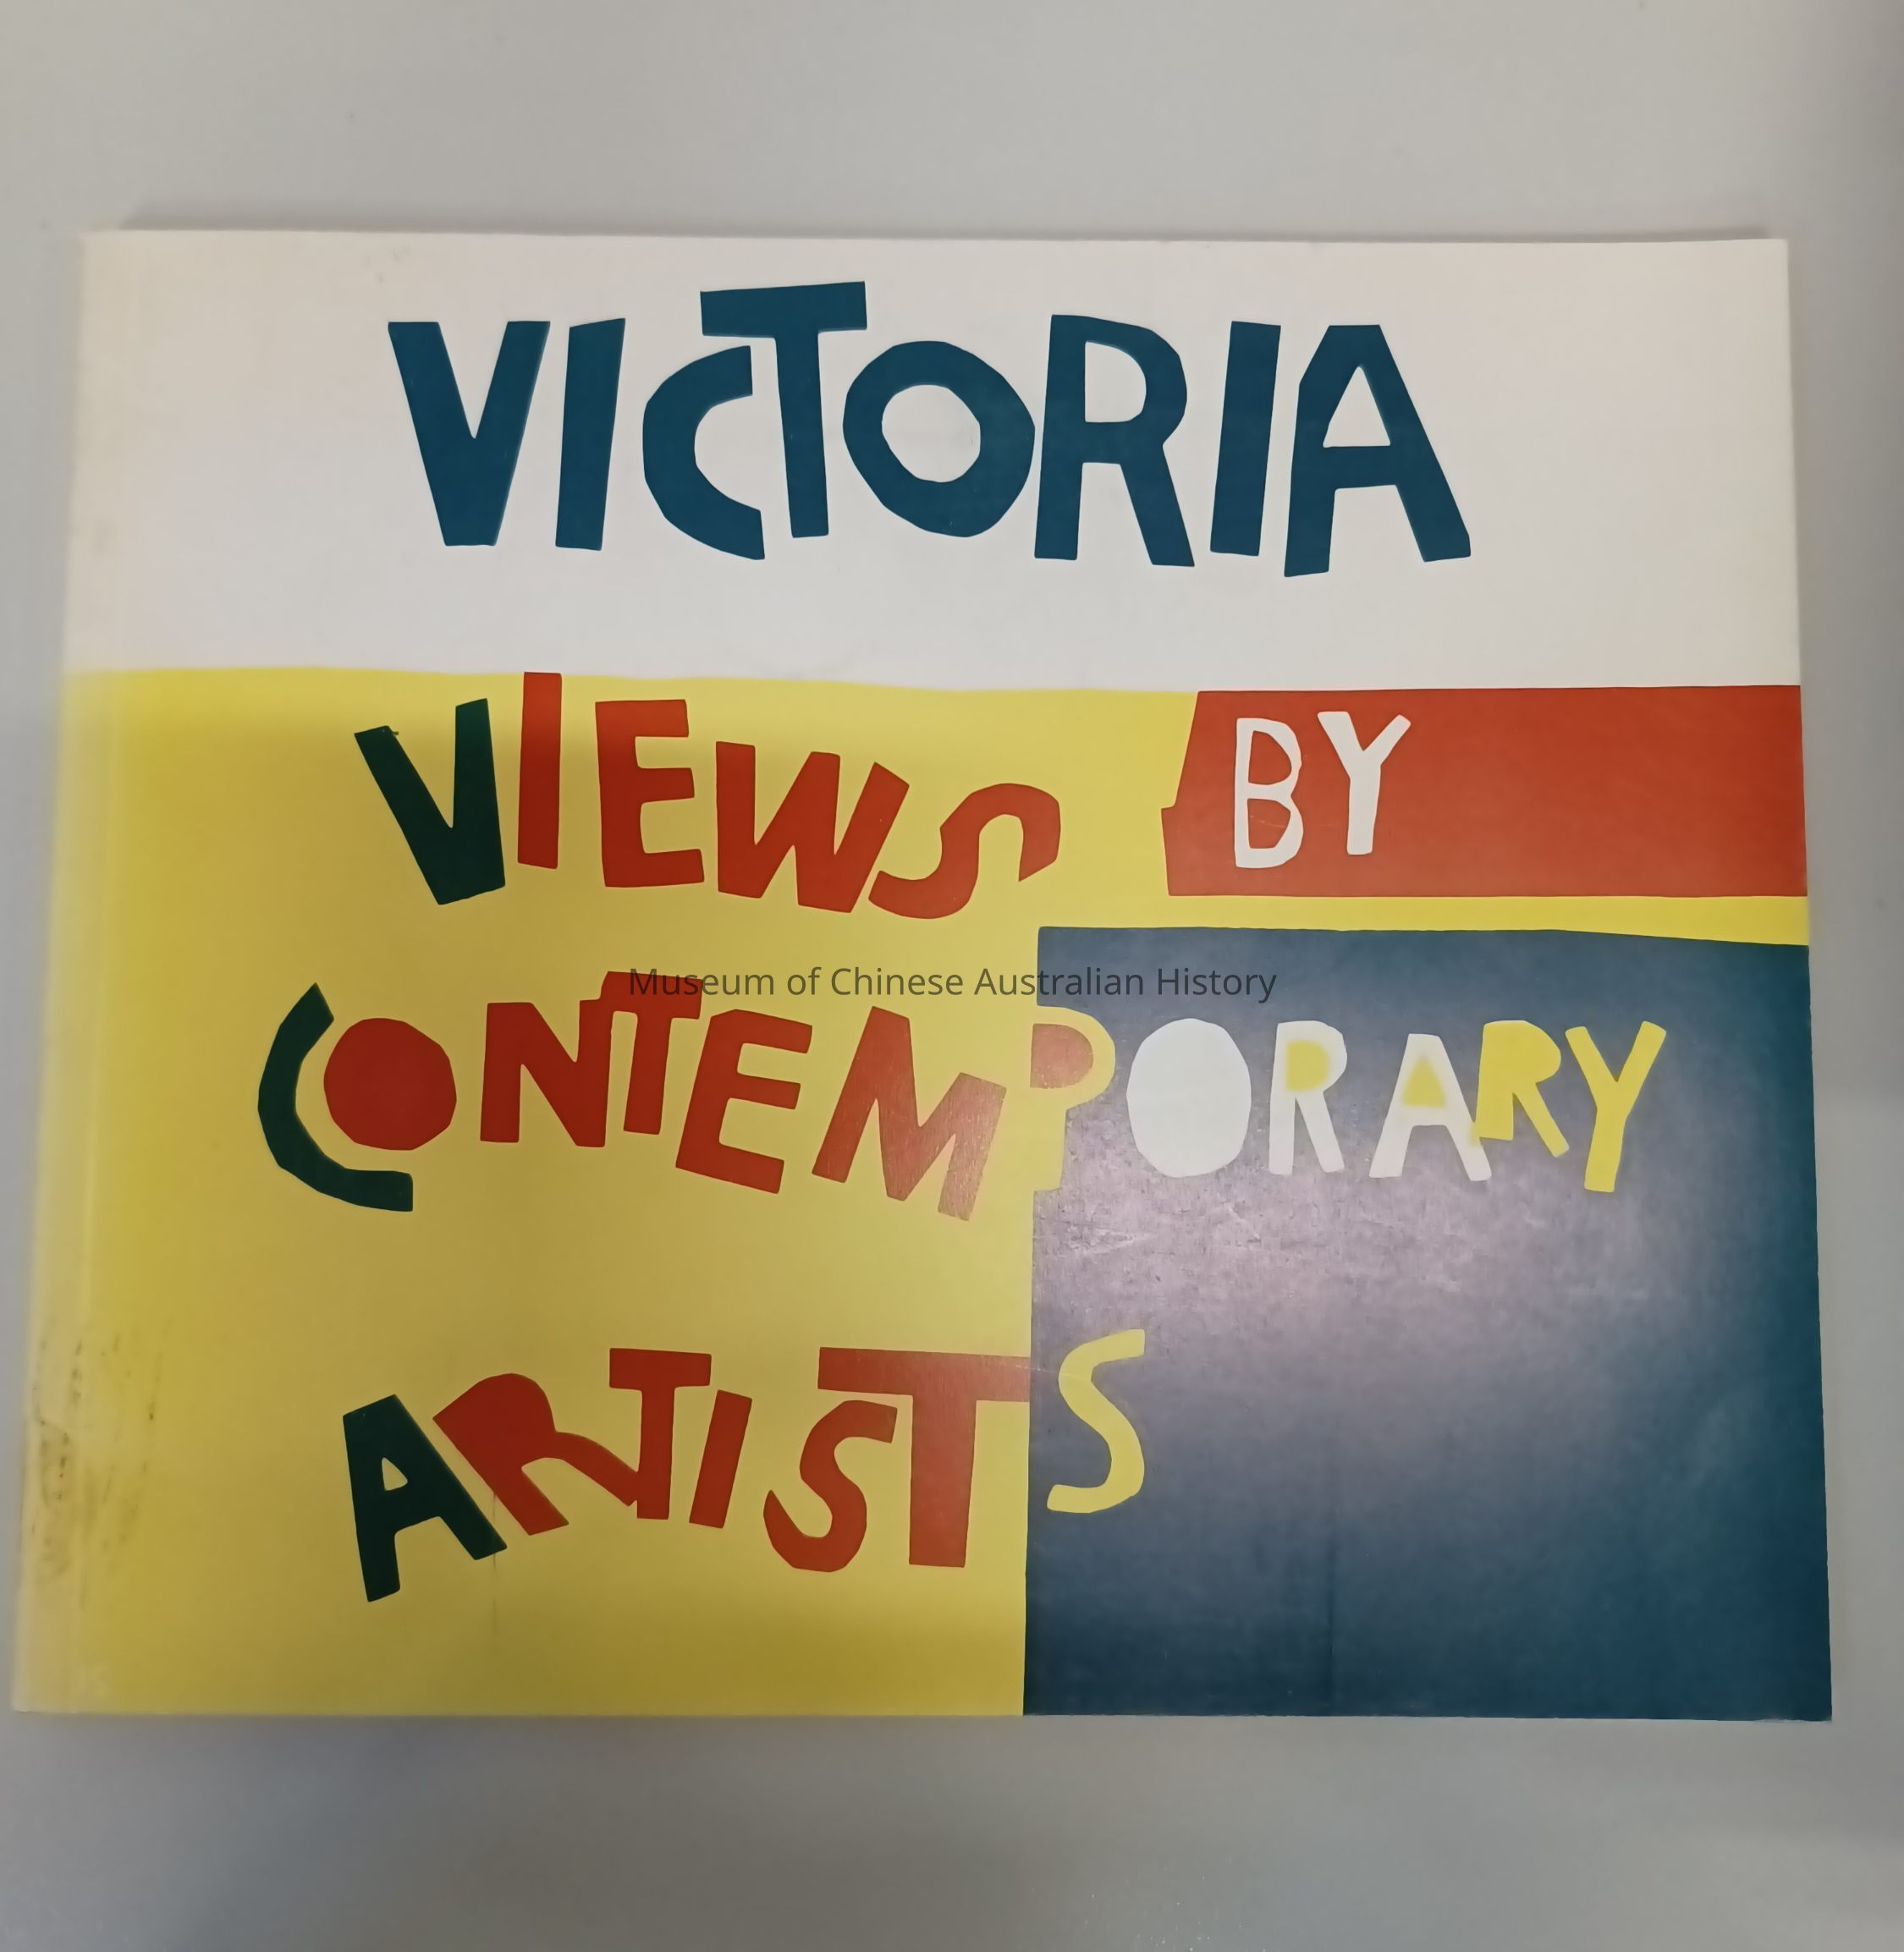 VICTORIA
VIEWS BY
Museum of Chinese Australian History
CONTEMPORARY
ARTISTS